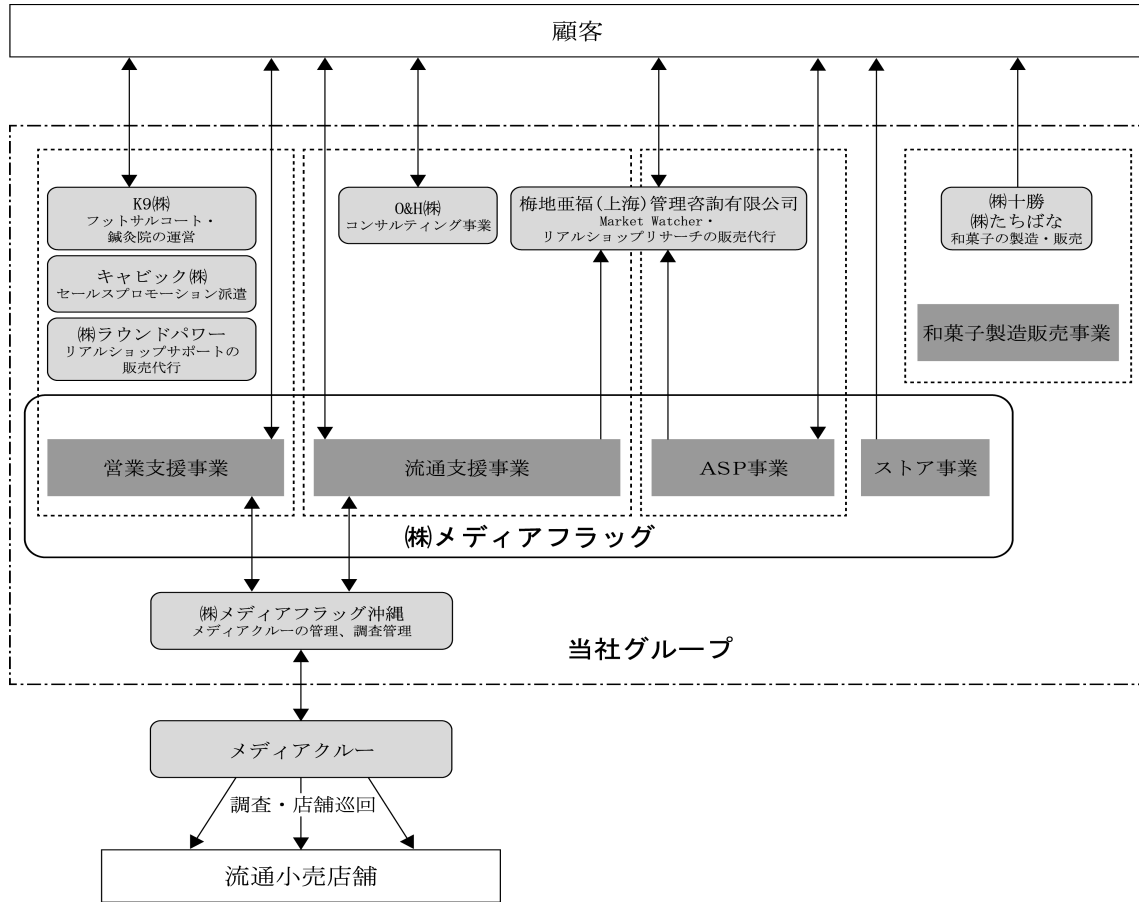 顧客
K9㈱
フットサルコート・
鍼灸院の運営
O&H㈱
コンサルティング事業
梅地亜福(上海)管理咨詢有限公司
Market Watcher・
リアルショップリサーチの販売代行
㈱十勝
㈱たちばな
和菓子の製造・販売
キャビック㈱
セールスプロモーション派遣
㈱ラウンドパワー
リアルショップサポートの
販売代行
和菓子製造販売事業
営業支援事業
流通支援事業
ASP事業
ストア事業
㈱メディアフラッグ
㈱メディアフラッグ沖縄
メディアクルーの管理、調査管理
当社グループ
メディアクルー
調査・店舗巡回
流通小売店舗